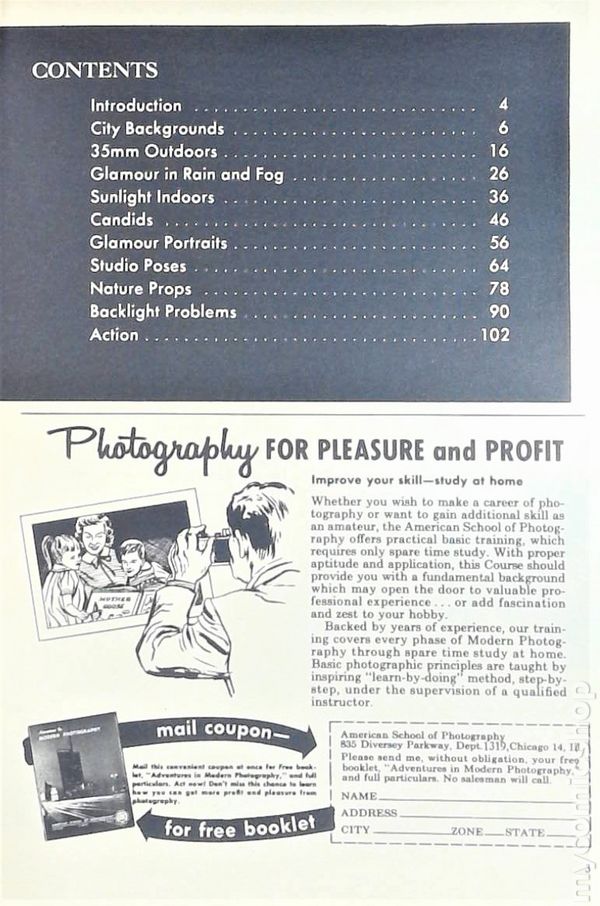 CONTENTS
Introduction 4
City Backgrounds 6
35mm Outdoors 16
Glamour in Rain and Fog 26
Sunlight Indoors 36
Candids 46
Glamour Portraits 56
Studio Poses 64
Nature Props 78
Backlight Problems 90
Action 102
Photography FOR PLEASURE and PROFIT
Improve your skill—study at home
Whether you wish to make a career of pho-
tography or want to gain additional skill as
an amateur, the American School of Photog-
raphy offers practical basic training, which
requires only spare time study. With proper
aptitude and application, this Course should
provide you with a fundamental background
which may open the door to valuable pro-
fessional experience . . . or add fascination
and zest to your hobby.
Backed by years of experience, our train-
ing covers every phase of Modern Photog-
raphy through spare time study at home.
Basic photographic principles are taught by
inspiring "learn-by-doing" method, step-by-
step, under the supervision of a qualified
instructor.
MOTHER
GOOSE
MODERN PHOTOGRAPHY
mail coupon—
Mail this convenient coupon at once for Free book-
let, "Adventures in Modern Photography," and full
particulars. Act now! Don't miss this chance to learn
how you can get more profit and pleasure from
photography.
for free booklet
American School of Photography
835 Diversey Parkway, Dept. 1319, Chicago 14, Ill.
Please send me, without obligation, your free
booklet, "Adventures in Modern Photography,"
and full particulars. No salesman will call.
NAME
ADDRESS
CITY ZONE STATE
mycomicshop